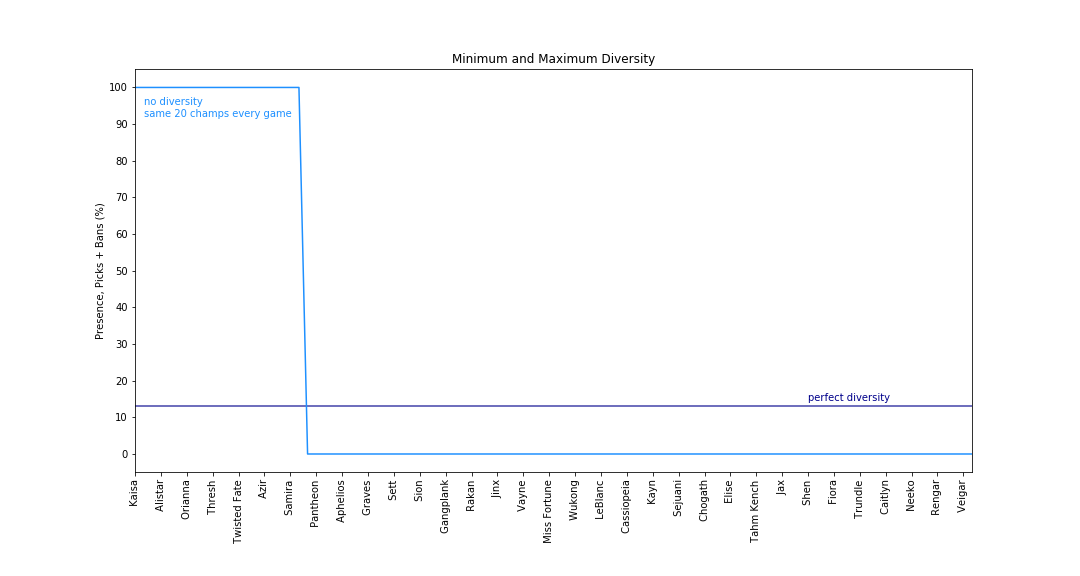 Minimum and Maximum Diversity
Presence, Picks + Bans (%)
100
90
80
70
60
50
40
30
20
10
0
no diversity
same 20 champs every game
perfect diversity
Kaisa
Alistar
Orianna
Thresh
Twisted Fate
Azir
Samira
Pantheon
Aphelios
Graves
Sett
Sion
Gangplank
Rakan
Jinx
Vayne
Miss Fortune
Wukong
LeBlanc
Cassiopeia
Kayn
Sejuani
Chogath
Elise
Tahm Kench
Jax
Shen
Fiora
Trundle
Caitlyn
Neeko
Rengar
Veigar